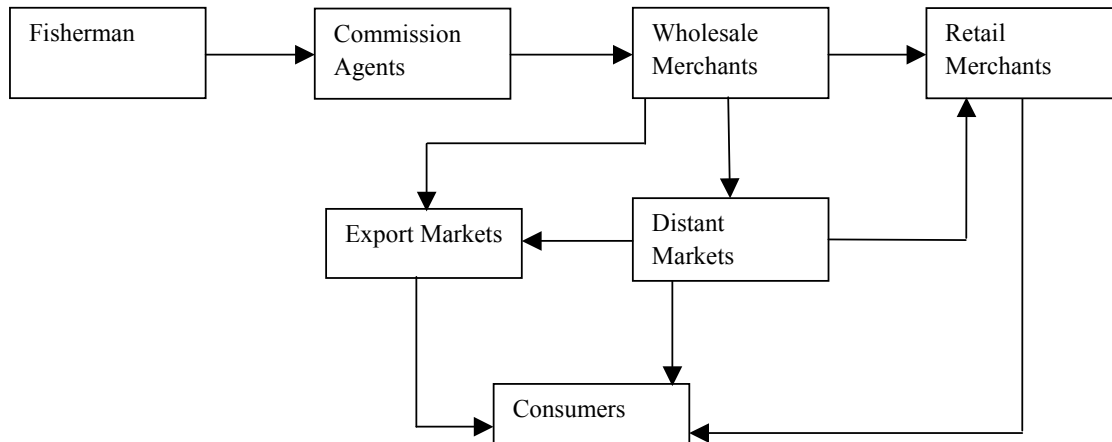 Fisherman
Commission
Agents
Wholesale
Merchants
Retail
Merchants
Export Markets
Distant
Markets
Consumers